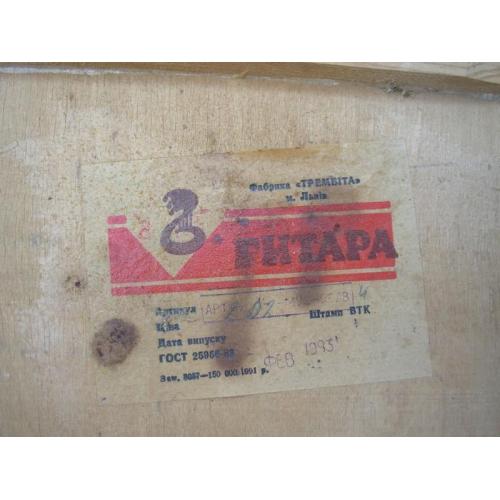 Фабрика «ТРЕМБІТА»
м. Львів
ГИТАРА
Артикул
Ціна
Штамп ВТК
Дата випуску
ГОСТ 25956-83
ФЕВ 1993
Зам. 8057—150 000 1991 р.